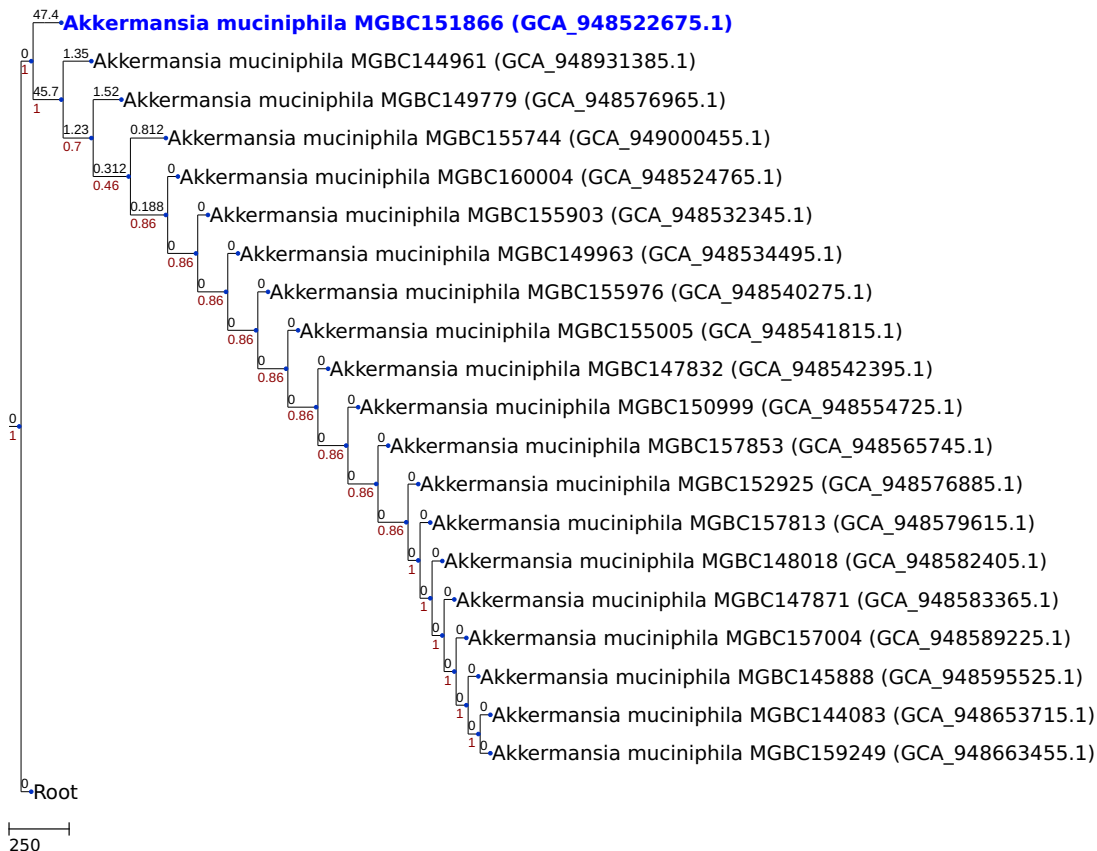 47.4
Akkermansia muciniphila MGBC151866 (GCA_948522675.1)
0
1
1.35
Akkermansia muciniphila MGBC144961 (GCA_948931385.1)
45.7
1
1.52
Akkermansia muciniphila MGBC149779 (GCA_948576965.1)
1.23
0.7
0.812
Akkermansia muciniphila MGBC155744 (GCA_949000455.1)
0.312
0.46
0
Akkermansia muciniphila MGBC160004 (GCA_948524765.1)
0.188
0.86
0
Akkermansia muciniphila MGBC155903 (GCA_948532345.1)
0
0.86
0
Akkermansia muciniphila MGBC149963 (GCA_948534495.1)
0
0.86
0
Akkermansia muciniphila MGBC155976 (GCA_948540275.1)
0
0.86
0
Akkermansia muciniphila MGBC155005 (GCA_948541815.1)
0
0.86
0
Akkermansia muciniphila MGBC147832 (GCA_948542395.1)
0
0.86
0
Akkermansia muciniphila MGBC150999 (GCA_948554725.1)
0
1
0
0.86
0
Akkermansia muciniphila MGBC157853 (GCA_948565745.1)
0
0.86
0
Akkermansia muciniphila MGBC152925 (GCA_948576885.1)
0
0.86
0
Akkermansia muciniphila MGBC157813 (GCA_948579615.1)
0
1
0
Akkermansia muciniphila MGBC148018 (GCA_948582405.1)
0
1
0
Akkermansia muciniphila MGBC147871 (GCA_948583365.1)
0
1
0
Akkermansia muciniphila MGBC157004 (GCA_948589225.1)
0
1
0
Akkermansia muciniphila MGBC145888 (GCA_948595525.1)
0
1
0
Akkermansia muciniphila MGBC144083 (GCA_948653715.1)
0
1
0
Akkermansia muciniphila MGBC159249 (GCA_948663455.1)
0
Root
250